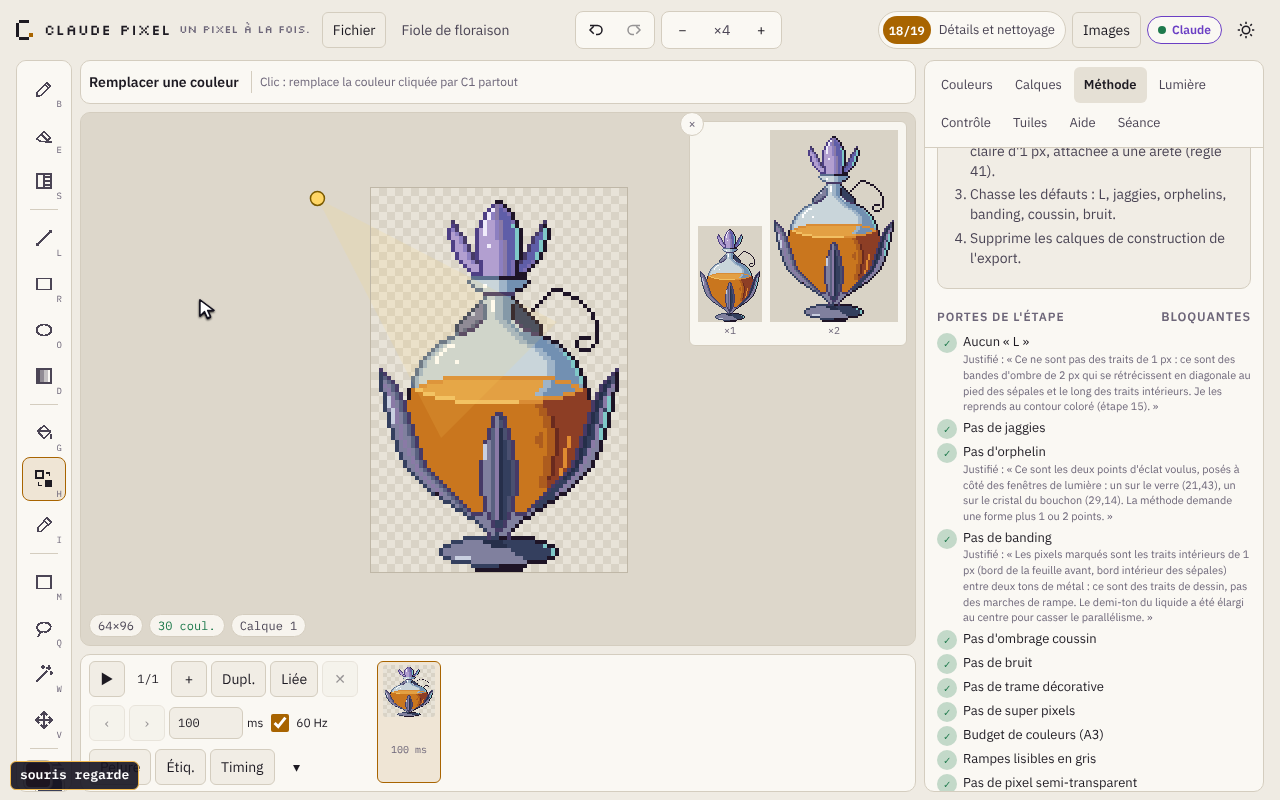 CLAUDE PIXEL UN PIXEL À LA FOIS.
Fichier
Fiole de floraison
− ×4 +
18/19 Détails et nettoyage
Images
Claude
B
E
S
L
R
O
D
G
H
I
M
Q
W
V
Remplacer une couleur
Clic : remplace la couleur cliquée par C1 partout
×
×1
×2
64×96
30 coul.
Calque 1
1/1
+
Dupl.
Liée
×
‹
›
100
ms
60 Hz
Étiq.
Timing
▼
100 ms
souris regarde
Couleurs
Calques
Méthode
Lumière
Contrôle
Tuiles
Aide
Séance
claire d'1 px, attachée à une arête (règle
41).
3. Chasse les défauts : L, jaggies, orphelins,
banding, coussin, bruit.
4. Supprime les calques de construction de
l'export.
PORTES DE L'ÉTAPE
BLOQUANTES
✓ Aucun « L »
Justifié : « Ce ne sont pas des traits de 1 px : ce sont des
bandes d'ombre de 2 px qui se rétrécissent en diagonale au
pied des sépales et le long des traits intérieurs. Je les
reprends au contour coloré (étape 15). »
✓ Pas de jaggies
✓ Pas d'orphelin
Justifié : « Ce sont les deux points d'éclat voulus, posés à
côté des fenêtres de lumière : un sur le verre (21,43), un
sur le cristal du bouchon (29,14). La méthode demande
une forme plus 1 ou 2 points. »
✓ Pas de banding
Justifié : « Les pixels marqués sont les traits intérieurs de 1
px (bord de la feuille avant, bord intérieur des sépales)
entre deux tons de métal : ce sont des traits de dessin, pas
des marches de rampe. Le demi-ton du liquide a été élargi
au centre pour casser le parallélisme. »
✓ Pas d'ombrage coussin
✓ Pas de bruit
✓ Pas de trame décorative
✓ Pas de super pixels
✓ Budget de couleurs (A3)
✓ Rampes lisibles en gris
✓ Pas de pixel semi-transparent